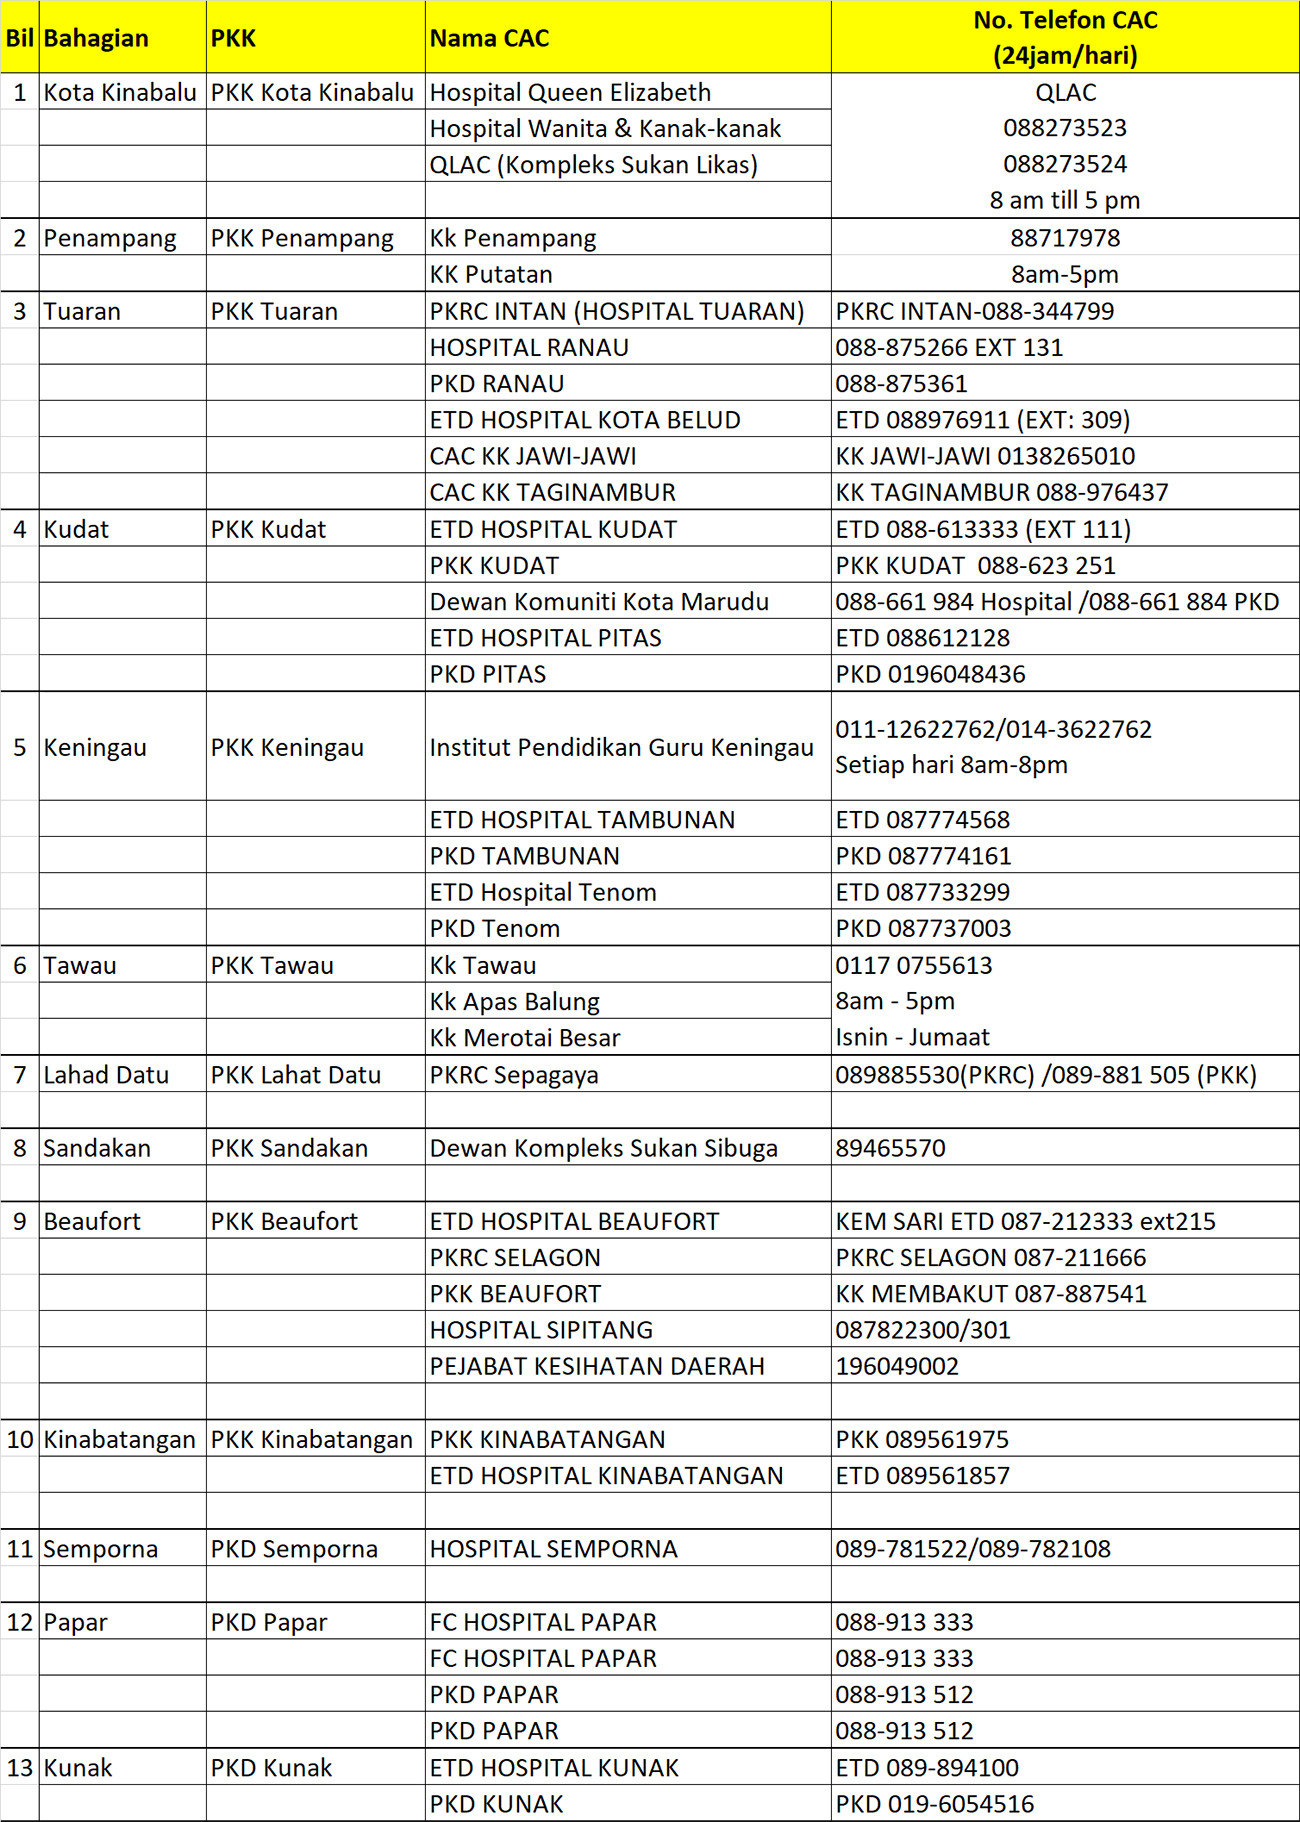 Bil Bahagian PKK Nama CAC No. Telefon CAC
(24jam/hari)
1 Kota Kinabalu PKK Kota Kinabalu Hospital Queen Elizabeth QLAC
Hospital Wanita & Kanak-kanak 088273523
QLAC (Kompleks Sukan Likas) 088273524
8 am till 5 pm
2 Penampang PKK Penampang Kk Penampang 88717978
KK Putatan 8am-5pm
3 Tuaran PKK Tuaran PKRC INTAN (HOSPITAL TUARAN) PKRC INTAN-088-344799
HOSPITAL RANAU 088-875266 EXT 131
PKD RANAU 088-875361
ETD HOSPITAL KOTA BELUD ETD 088976911 (EXT: 309)
CAC KK JAWI-JAWI KK JAWI-JAWI 0138265010
CAC KK TAGINAMBUR KK TAGINAMBUR 088-976437
4 Kudat PKK Kudat ETD HOSPITAL KUDAT ETD 088-613333 (EXT 111)
PKK KUDAT PKK KUDAT  088-623 251
Dewan Komuniti Kota Marudu 088-661 984 Hospital /088-661 884 PKD
ETD HOSPITAL PITAS ETD 088612128
PKD PITAS PKD 0196048436
5 Keningau PKK Keningau Institut Pendidikan Guru Keningau 011-12622762/014-3622762
Setiap hari 8am-8pm
ETD HOSPITAL TAMBUNAN ETD 087774568
PKD TAMBUNAN PKD 087774161
ETD Hospital Tenom ETD 087733299
PKD Tenom PKD 087737003
6 Tawau PKK Tawau Kk Tawau 0117 0755613
Kk Apas Balung 8am - 5pm
Kk Merotai Besar Isnin - Jumaat
7 Lahad Datu PKK Lahat Datu PKRC Sepagaya 089885530(PKRC) /089-881 505 (PKK)
8 Sandakan PKK Sandakan Dewan Kompleks Sukan Sibuga 89465570
9 Beaufort PKK Beaufort ETD HOSPITAL BEAUFORT KEM SARI ETD 087-212333 ext215
PKRC SELAGON PKRC SELAGON 087-211666
PKK BEAUFORT KK MEMBAKUT 087-887541
HOSPITAL SIPITANG 087822300/301
PEJABAT KESIHATAN DAERAH 196049002
10 Kinabatangan PKK Kinabatangan PKK KINABATANGAN PKK 089561975
ETD HOSPITAL KINABATANGAN ETD 089561857
11 Semporna PKD Semporna HOSPITAL SEMPORNA 089-781522/089-782108
12 Papar PKD Papar FC HOSPITAL PAPAR 088-913 333
FC HOSPITAL PAPAR 088-913 333
PKD PAPAR 088-913 512
PKD PAPAR 088-913 512
13 Kunak PKD Kunak ETD HOSPITAL KUNAK ETD 089-894100
PKD KUNAK PKD 019-6054516